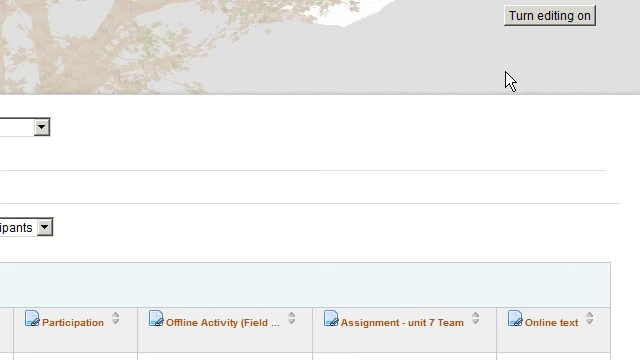 Turn editing on
ipants
Participation
Offline Activity (Field ...
Assignment - unit 7 Team
Online text